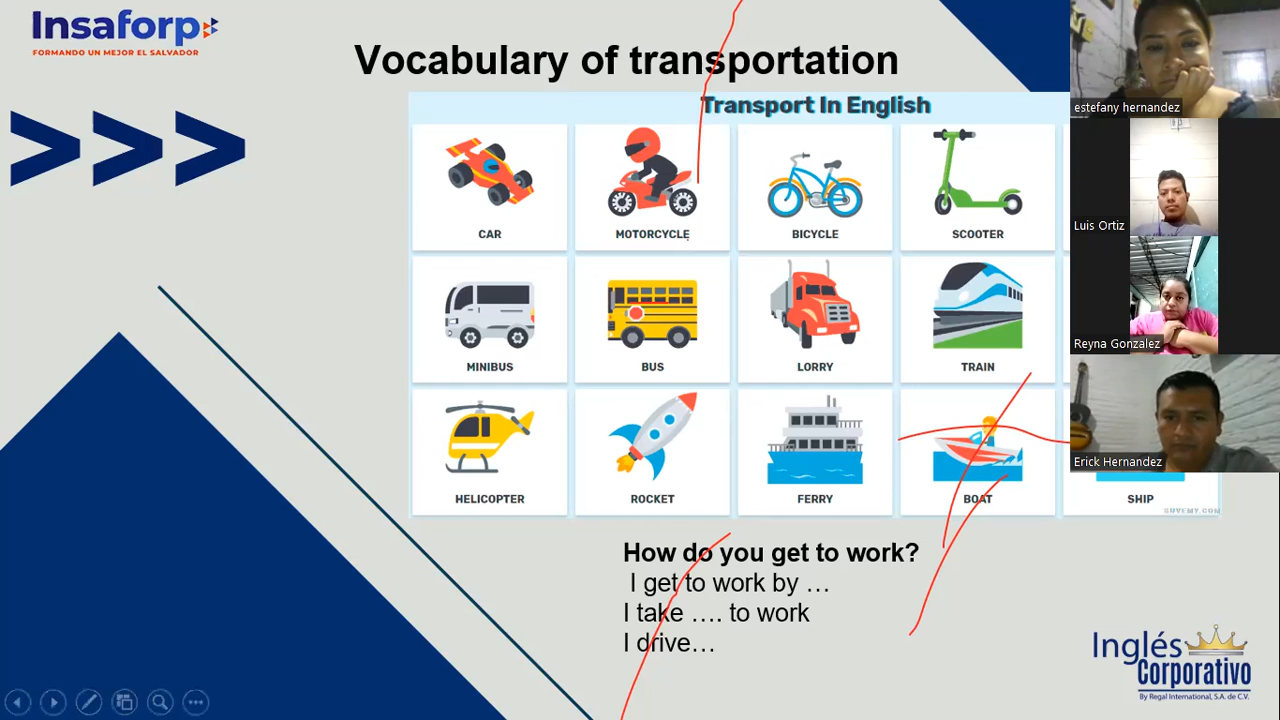 Insaforp
FORMANDO UN MEJOR EL SALVADOR
Vocabulary of transportation
Transport In English
CAR
MOTORCYCLE
BICYCLE
SCOOTER
MINIBUS
BUS
LORRY
TRAIN
HELICOPTER
ROCKET
FERRY
BOAT
SHIP
GUVEMY.COM
How do you get to work?
I get to work by …
I take …. to work
I drive…
estefany hernandez
Luis Ortiz
Reyna Gonzalez
Erick Hernandez
Inglés
Corporativo
By Regal International, S.A. de C.V.